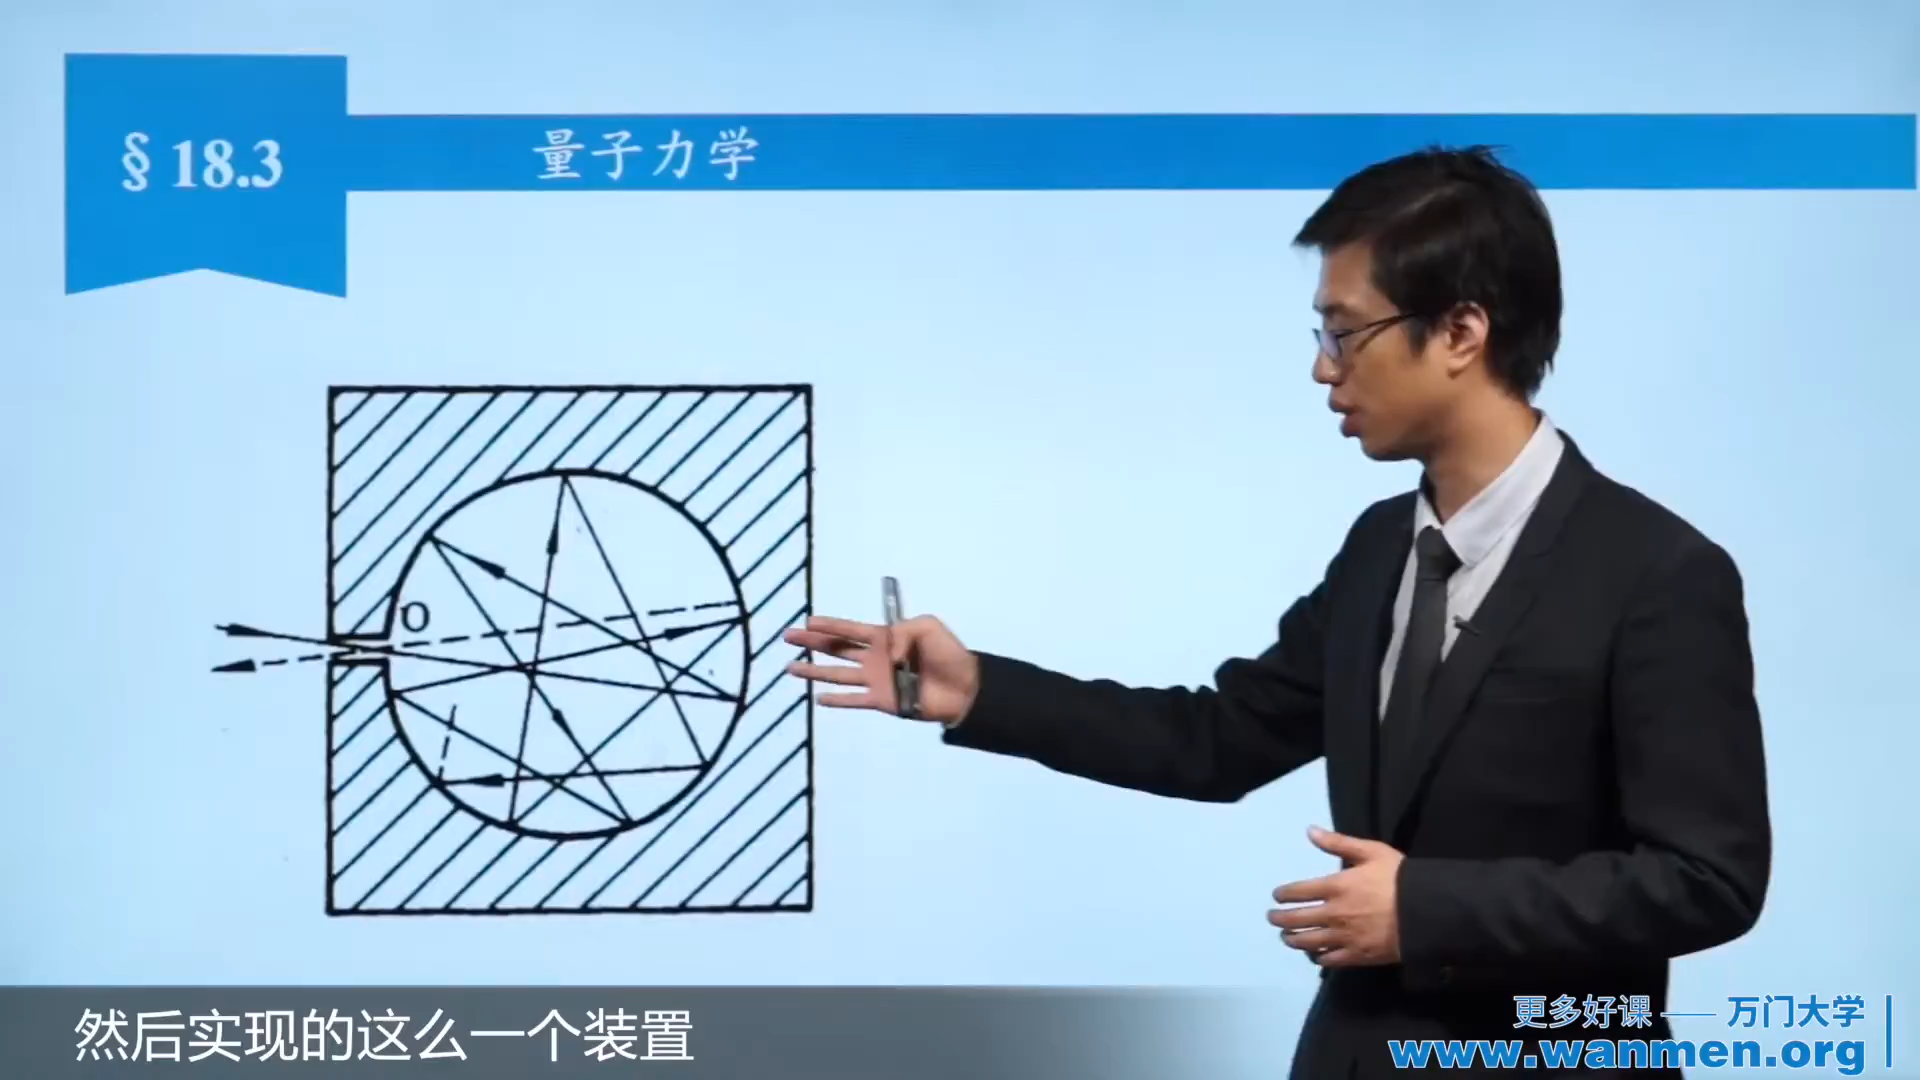 § 18.3
量子力学
O
然后实现的这么一个装置
更多好课 —— 万门大学
www.wanmen.org